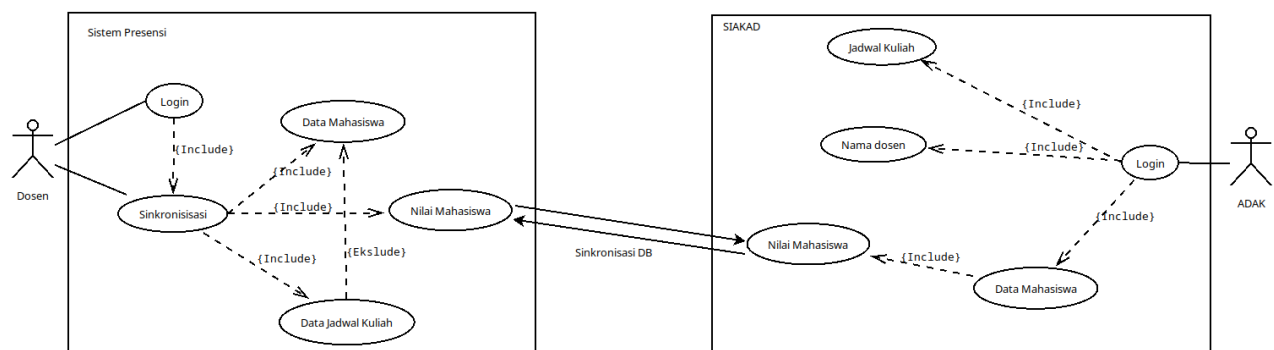 Sistem Presensi
Login
{Include}
Dosen
Sinkronisisasi
Data Mahasiswa
{Include}
{Include}
Nilai Mahasiswa
{Include}
{Ekslude}
Data Jadwal Kuliah
Sinkronisasi DB
SIAKAD
Jadwal Kuliah
{Include}
Nama dosen
{Include}
Login
ADAK
{Include}
Nilai Mahasiswa
{Include}
Data Mahasiswa